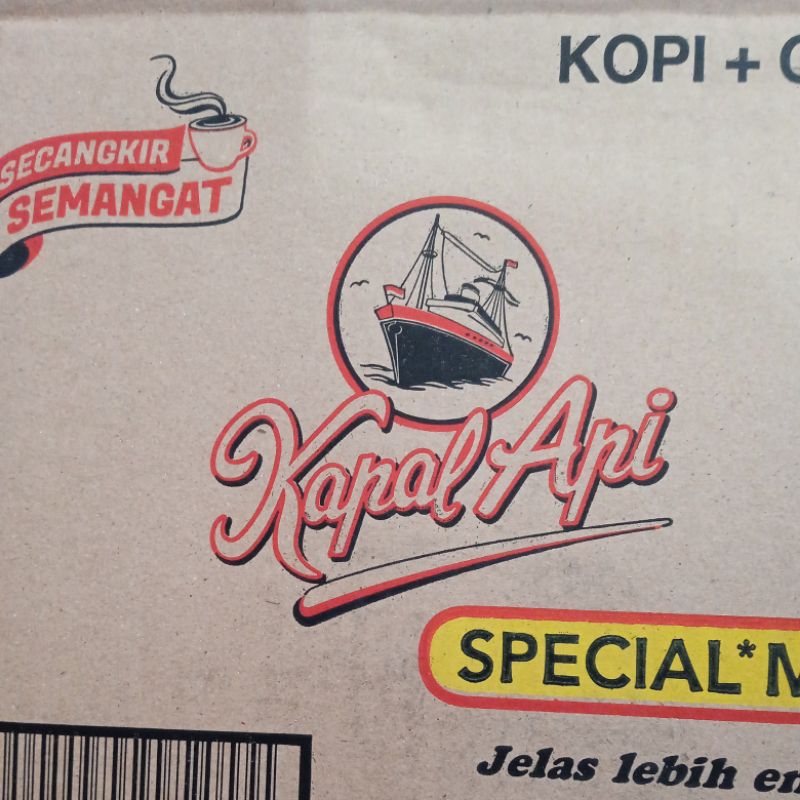 KOPI +
SECANGKIR
SEMANGAT
Kapal Api
SPECIAL*
Jelas lebih